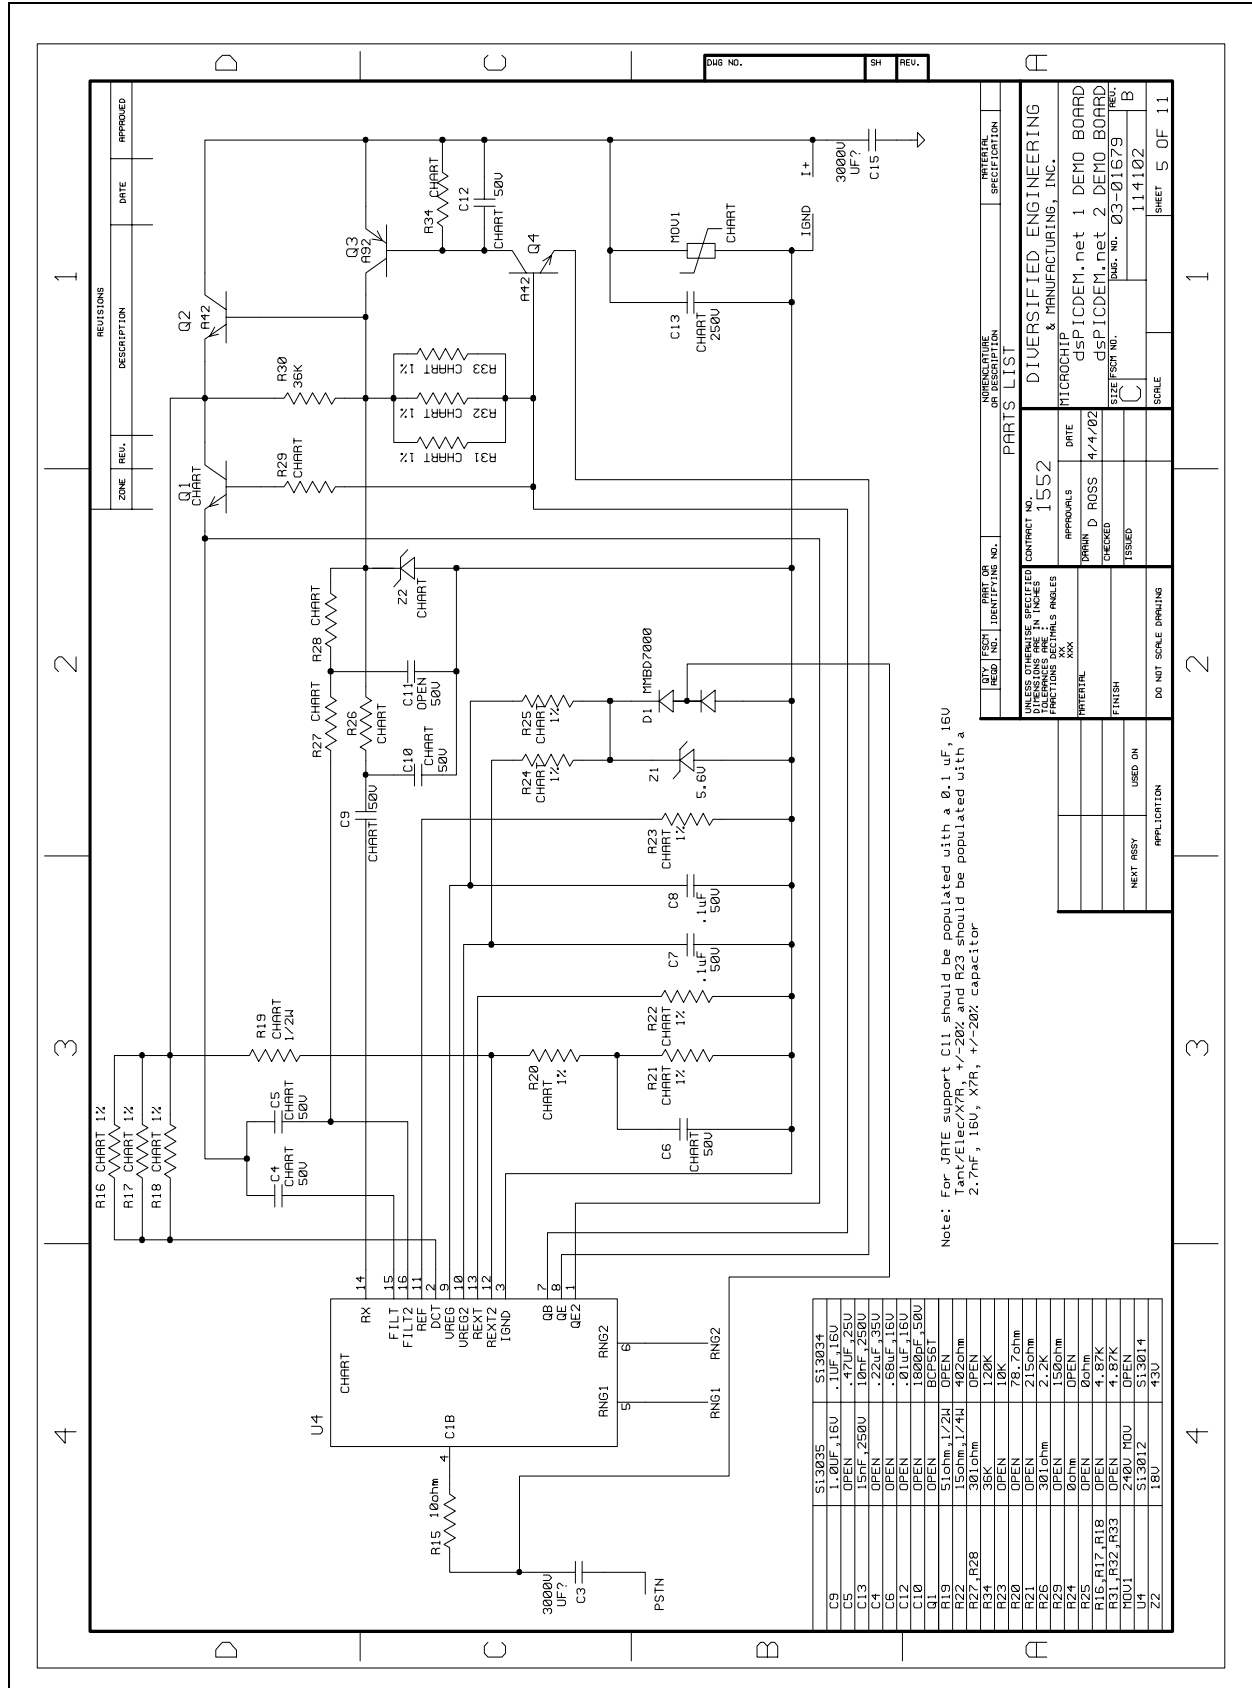 D
C
B
A
1
2
3
4
DWG NO.
SH
REV.
REVISIONS
ZONE
REV.
DESCRIPTION
DATE
APPROVED
R16 CHART 1%
R17 CHART 1%
R18 CHART 1%
C4
CHART
50V
C5
CHART
50V
R19
CHART
1/2W
Q1
CHART
Q2
A42
R29
CHART
R30
36K
Q3
A92
R34 CHART
C12
CHART 50V
Q4
A42
R31 CHART 1%
R32 CHART 1%
R33 CHART 1%
R27 CHART
R28 CHART
R26
CHART
C9
CHART 50V
C10
CHART
50V
C11
OPEN
50V
Z2
CHART
C13
CHART
250V
MOV1
CHART
IGND
I+
3000V
UF?
C15
R20
CHART
1%
R21
CHART
1%
C6
CHART
50V
R22
CHART
1%
C7
.1uF
50V
C8
.1uF
50V
R23
CHART
1%
R24
CHART
1%
R25
CHART
1%
Z1
5.6V
D1 MMBD7000
U4
CHART
C1B
4
RX 14
FILT 15
FILT2 16
REF 11
DCT 2
VREG 9
VREG2 10
REXT 13
REXT2 12
IGND 3
QB 7
QE 8
QE2 1
RNG1
5
RNG2
6
RNG1
RNG2
R15 10ohm
3000V
UF?
C3
PSTN
Note: For JATE support C11 should be populated with a 0.1 uF, 16V
Tant/Elec/X7R, +/-20% and R23 should be populated with a
2.7nF, 16V, X7R, +/-20% capacitor
Si3035 Si3034
C9 1.0UF,16V .1UF,16V
C5 OPEN .47UF,25V
C13 15nF,250V 10nF,250V
C4 OPEN .22uF,35V
C6 OPEN .68uF,16V
C12 OPEN .01uF,16V
C10 OPEN 1800pF,50V
Q1 OPEN BCP56T
R19 51ohm,1/2W OPEN
R22 15ohm,1/4W 402ohm
R27,R28 301ohm OPEN
R34 36K 120K
R23 OPEN 10K
R20 OPEN 78.7ohm
R21 OPEN 215ohm
R26 301ohm 2.2K
R29 OPEN 150ohm
R24 0ohm OPEN
R25 OPEN 0ohm
R16,R17,R18 OPEN 4.87K
R31,R32,R33 OPEN 4.87K
MOV1 240V MOV OPEN
U4 Si3012 Si3014
Z2 18V 43V
QTY REQD
FSCM NO.
PART OR IDENTIFYING NO.
NOMENCLATURE OR DESCRIPTION
MATERIAL SPECIFICATION
PARTS LIST
UNLESS OTHERWISE SPECIFIED
DIMENSIONS ARE IN INCHES
TOLERANCES ARE :
FRACTIONS DECIMALS ANGLES
XX
XXX
MATERIAL
FINISH
DO NOT SCALE DRAWING
NEXT ASSY
USED ON
APPLICATION
CONTRACT NO.
1552
APPROVALS
DATE
DRAWN D ROSS 4/4/02
CHECKED
ISSUED
DIVERSIFIED ENGINEERING
& MANUFACTURING, INC.
MICROCHIP
dsPICDEM.net 1 DEMO BOARD
dsPICDEM.net 2 DEMO BOARD
SIZE
C
FSCM NO.
DWG. NO.
03-01679
REV.
B
114102
SCALE
SHEET 5 OF 11
D
C
B
A
1
2
3
4